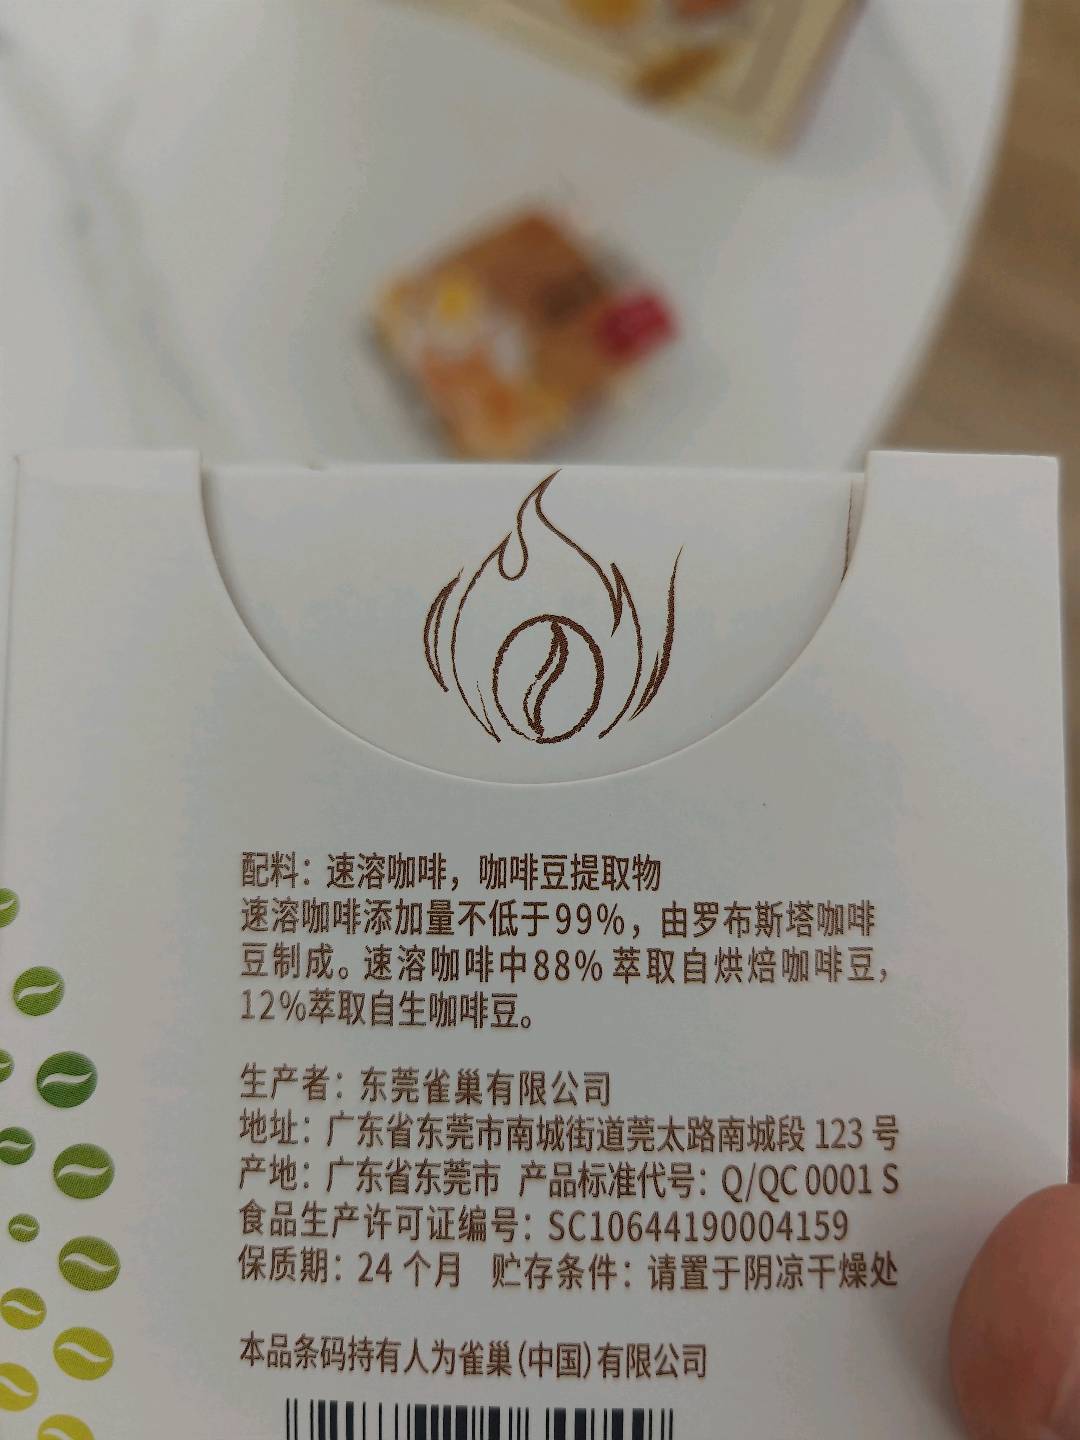 配料：速溶咖啡，咖啡豆提取物
速溶咖啡添加量不低于99%，由罗布斯塔咖啡
豆制成。速溶咖啡中88%萃取自烘焙咖啡豆，
12%萃取自生咖啡豆。
生产者：东莞雀巢有限公司
地址：广东省东莞市南城街道莞太路南城段 123 号
产地：广东省东莞市 产品标准代号：Q/QC 0001 S
食品生产许可证编号：SC10644190004159
保质期：24 个月 贮存条件：请置于阴凉干燥处
本品条码持有人为雀巢(中国)有限公司